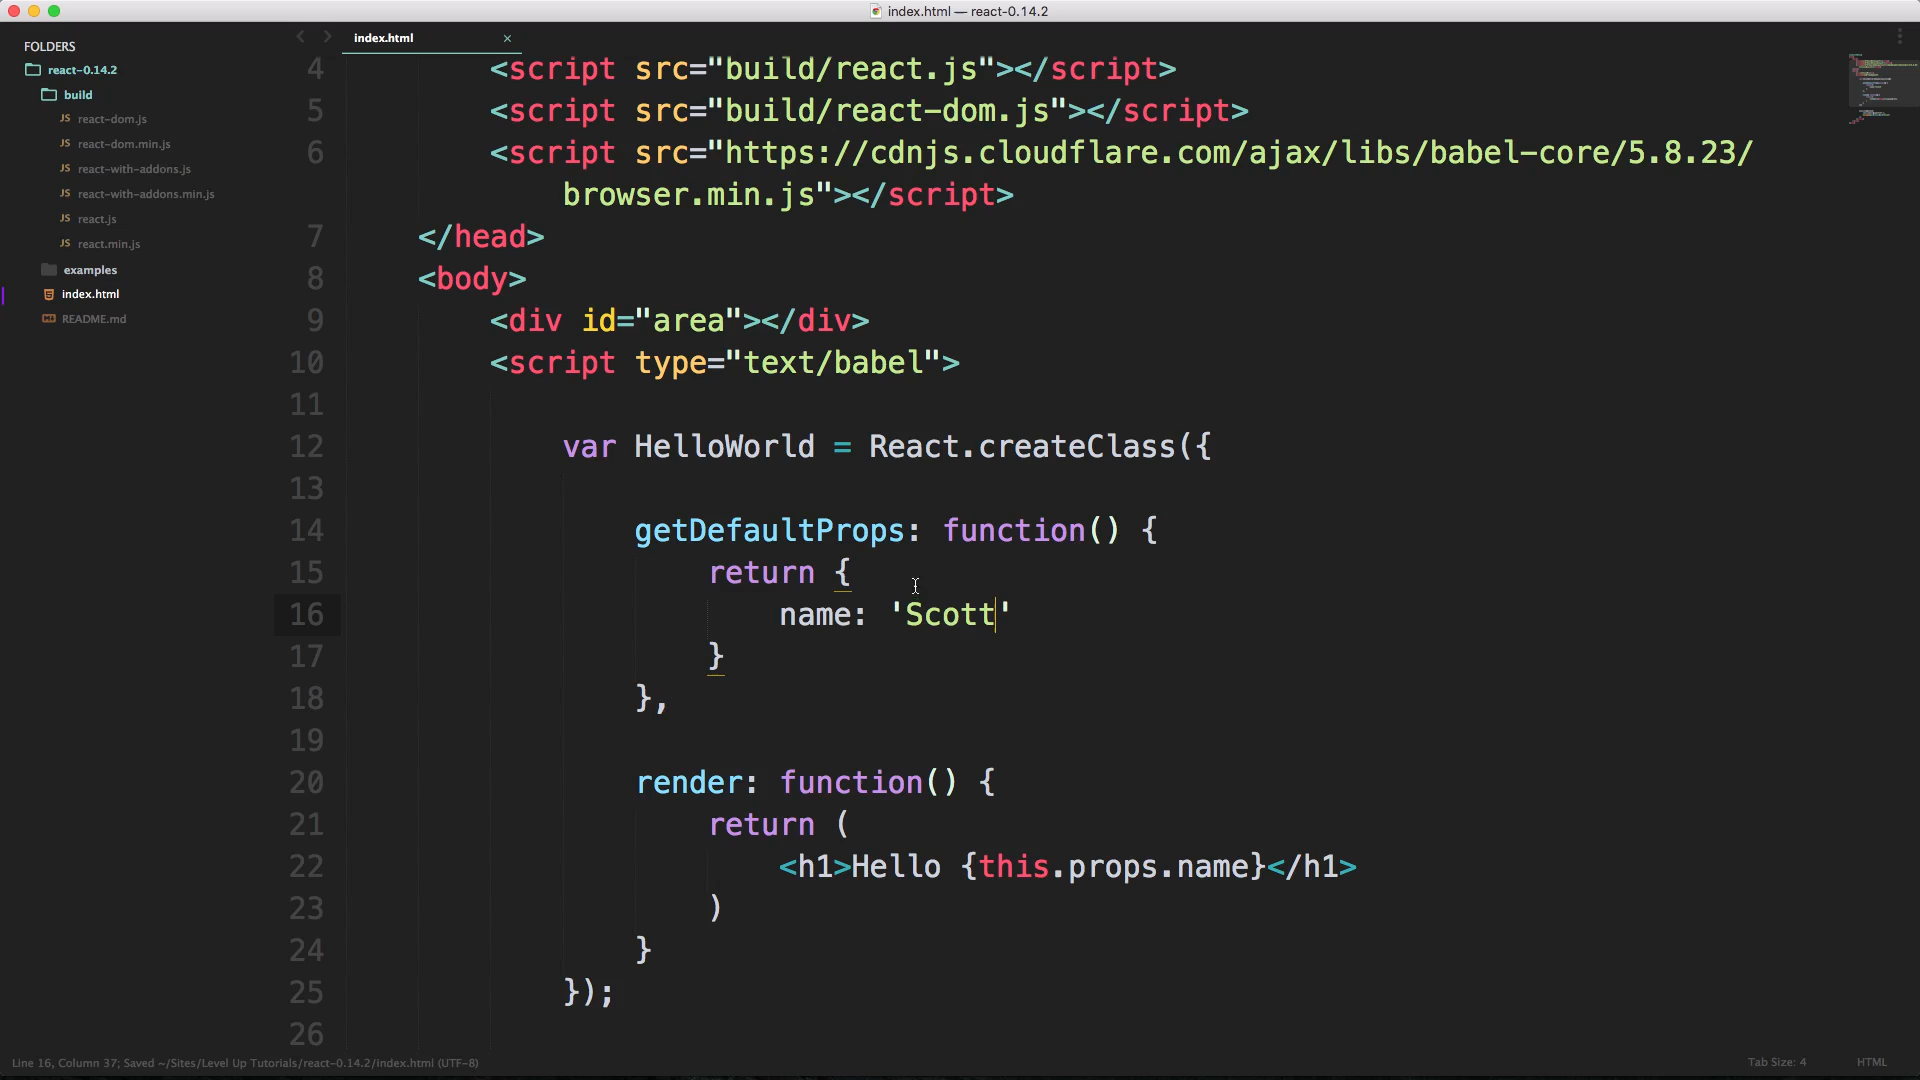 index.html — react-0.14.2
FOLDERS
react-0.14.2
build
JS react-dom.js
JS react-dom.min.js
JS react-with-addons.js
JS react-with-addons.min.js
JS react.js
JS react.min.js
examples
index.html
README.md
index.html ×
4 <script src="build/react.js"></script>
5 <script src="build/react-dom.js"></script>
6 <script src="https://cdnjs.cloudflare.com/ajax/libs/babel-core/5.8.23/
browser.min.js"></script>
7 </head>
8 <body>
9 <div id="area"></div>
10 <script type="text/babel">
11
12 var HelloWorld = React.createClass({
13
14 getDefaultProps: function() {
15 return {
16 name: 'Scott'
17 }
18 },
19
20 render: function() {
21 return (
22 <h1>Hello {this.props.name}</h1>
23 )
24 }
25 });
26
Line 16, Column 37; Saved ~/Sites/Level Up Tutorials/react-0.14.2/index.html (UTF-8)
Tab Size: 4
HTML